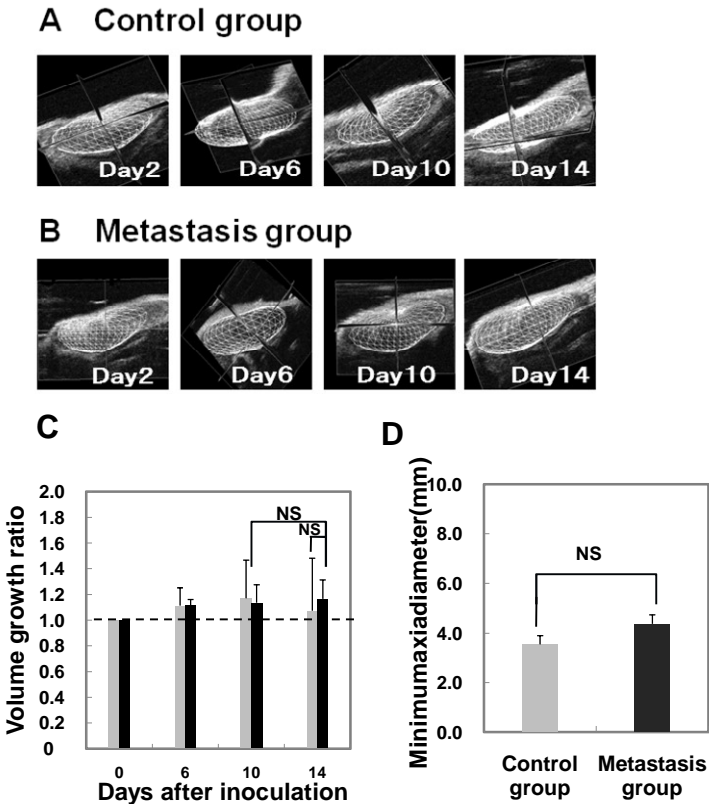 A Control group
Day2 Day6 Day10 Day14
B Metastasis group
Day2 Day6 Day10 Day14
C
Volume growth ratio
2.0
1.8
1.6
1.4
1.2
1.0
0.8
0.6
0.4
0.2
0
NS
NS
0 6 10 14
Days after inoculation
D
Minimumaxiadiameter(mm)
10.0
8.0
6.0
4.0
2.0
0.0
NS
Control Metastasis
group group